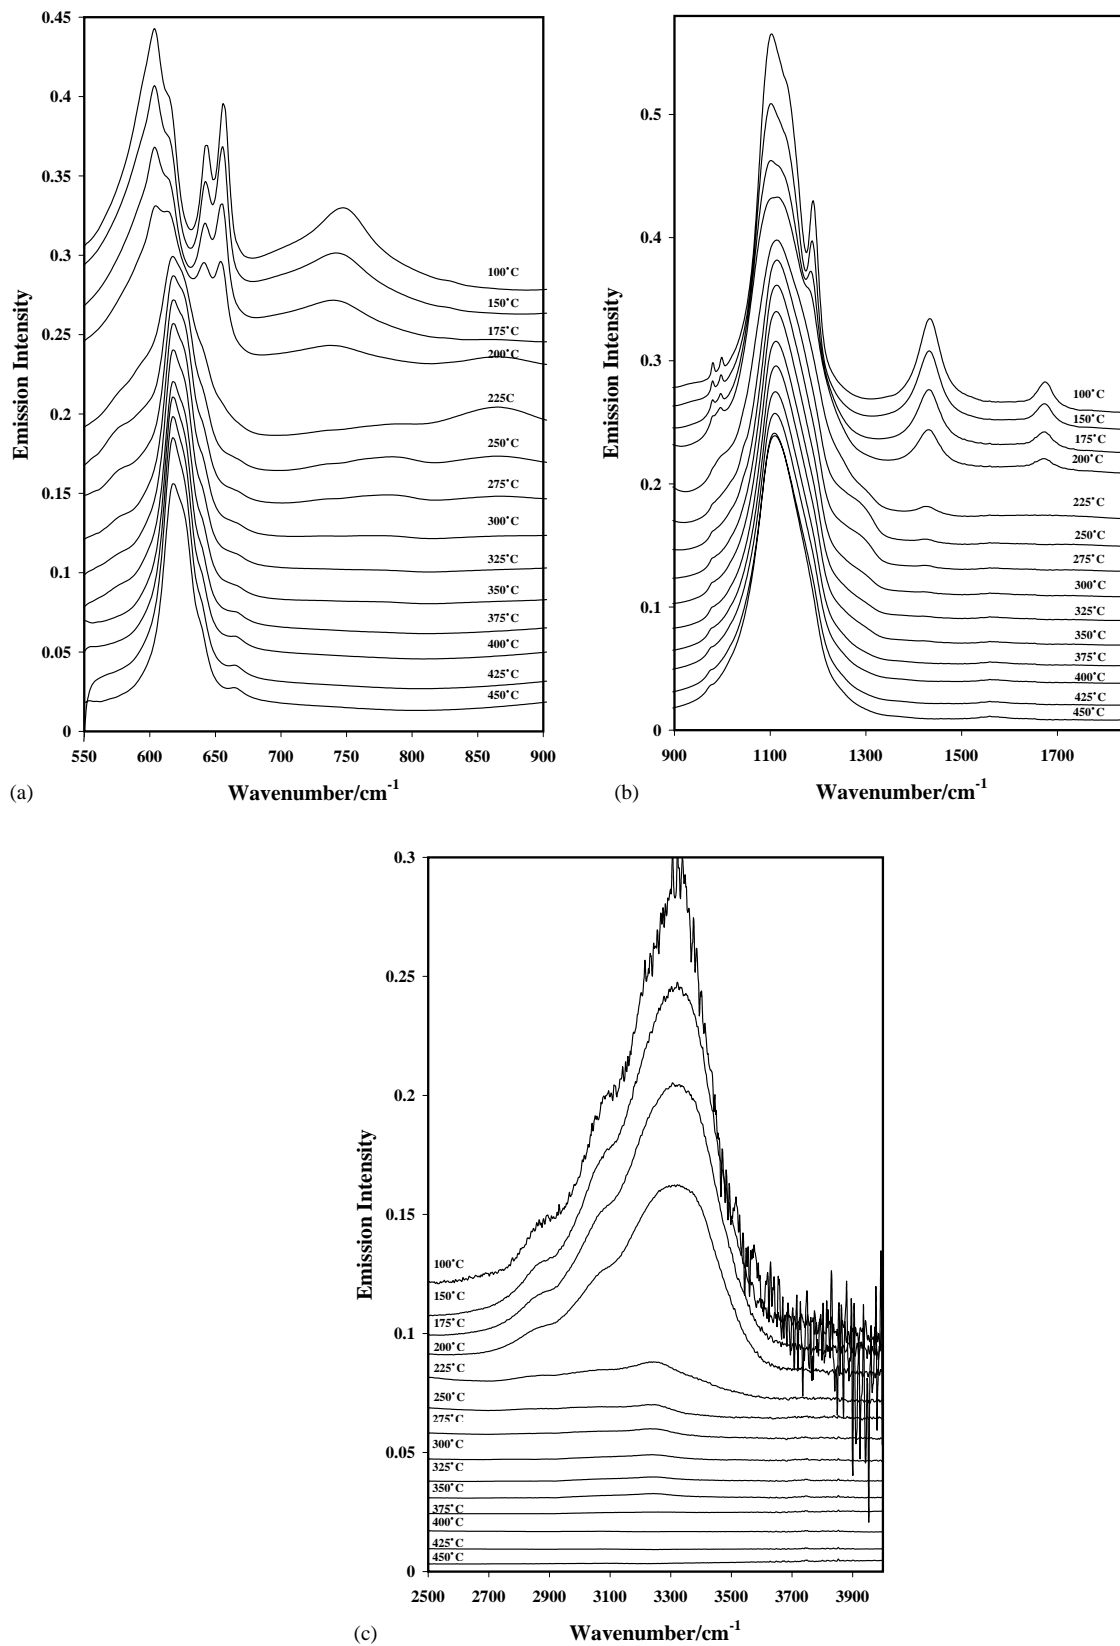 0.45
0.4
0.35
0.3
0.25
0.2
0.15
0.1
0.05
0
Emission Intensity
100°C
150°C
175°C
200°C
225C
250°C
275°C
300°C
325°C
350°C
375°C
400°C
425°C
450°C
550 600 650 700 750 800 850 900
(a)
Wavenumber/cm-1
0.5
0.4
0.3
0.2
0.1
0
Emission Intensity
100°C
150°C
175°C
200°C
225°C
250°C
275°C
300°C
325°C
350°C
375°C
400°C
425°C
450°C
900 1100 1300 1500 1700
(b)
Wavenumber/cm-1
0.3
0.25
0.2
0.15
0.1
0.05
0
Emission Intensity
100°C
150°C
175°C
200°C
225°C
250°C
275°C
300°C
325°C
350°C
375°C
400°C
425°C
450°C
2500 2700 2900 3100 3300 3500 3700 3900
(c)
Wavenumber/cm-1